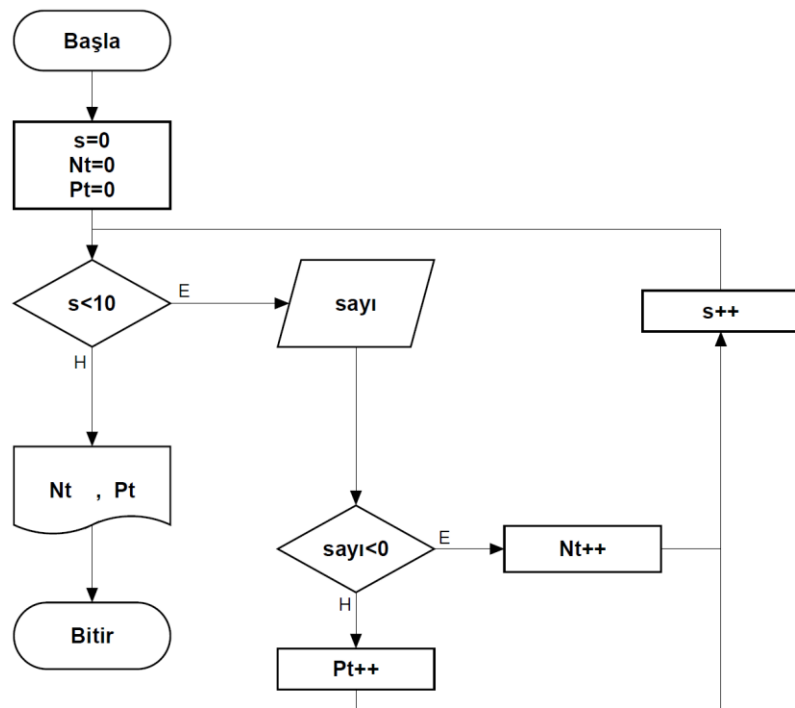 Başla
s=0
Nt=0
Pt=0
s<10
E
sayı
s++
H
Nt , Pt
sayı<0
E
Nt++
H
Bitir
Pt++